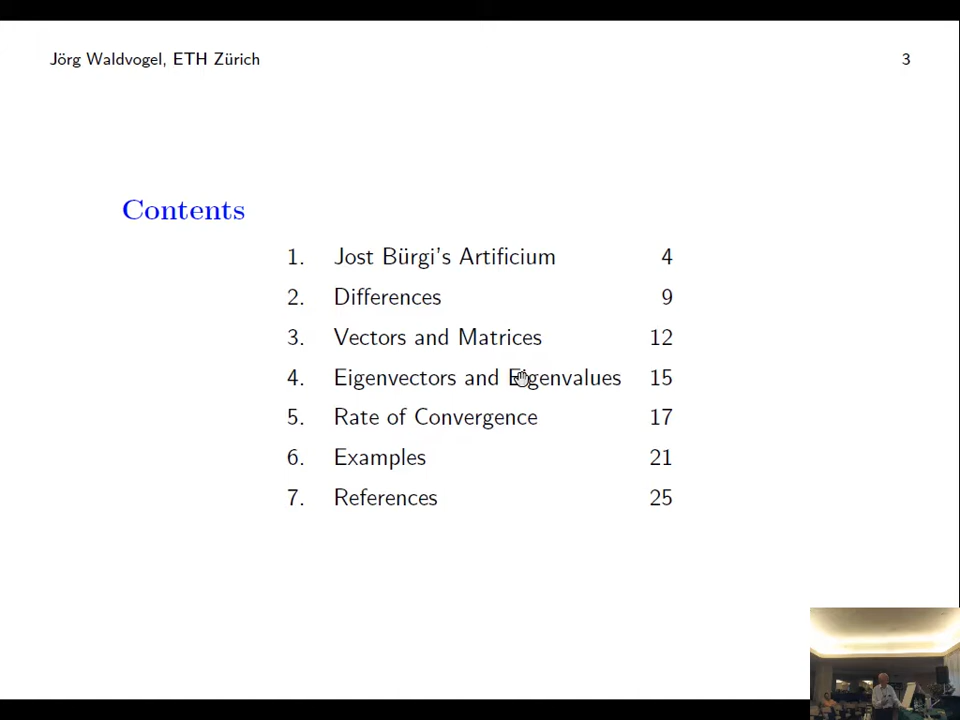 Jörg Waldvogel, ETH Zürich 3
Contents
1. Jost Bürgi's Artificium 4
2. Differences 9
3. Vectors and Matrices 12
4. Eigenvectors and Eigenvalues 15
5. Rate of Convergence 17
6. Examples 21
7. References 25